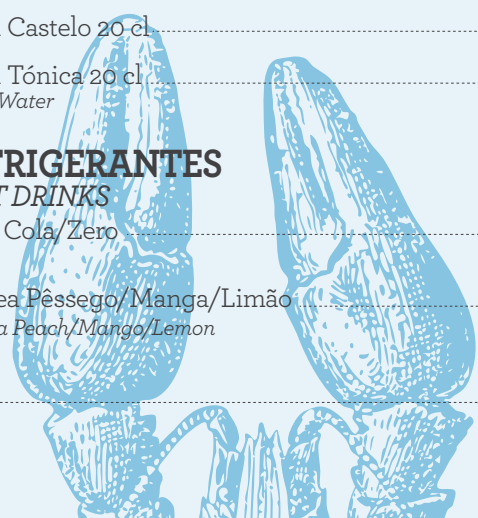 Castelo 20 cl
Tónica 20 cl
Water
TRIGERANTES
T DRINKS
Cola/Zero
ea Pêssego/Manga/Limão
a Peach/Mango/Lemon